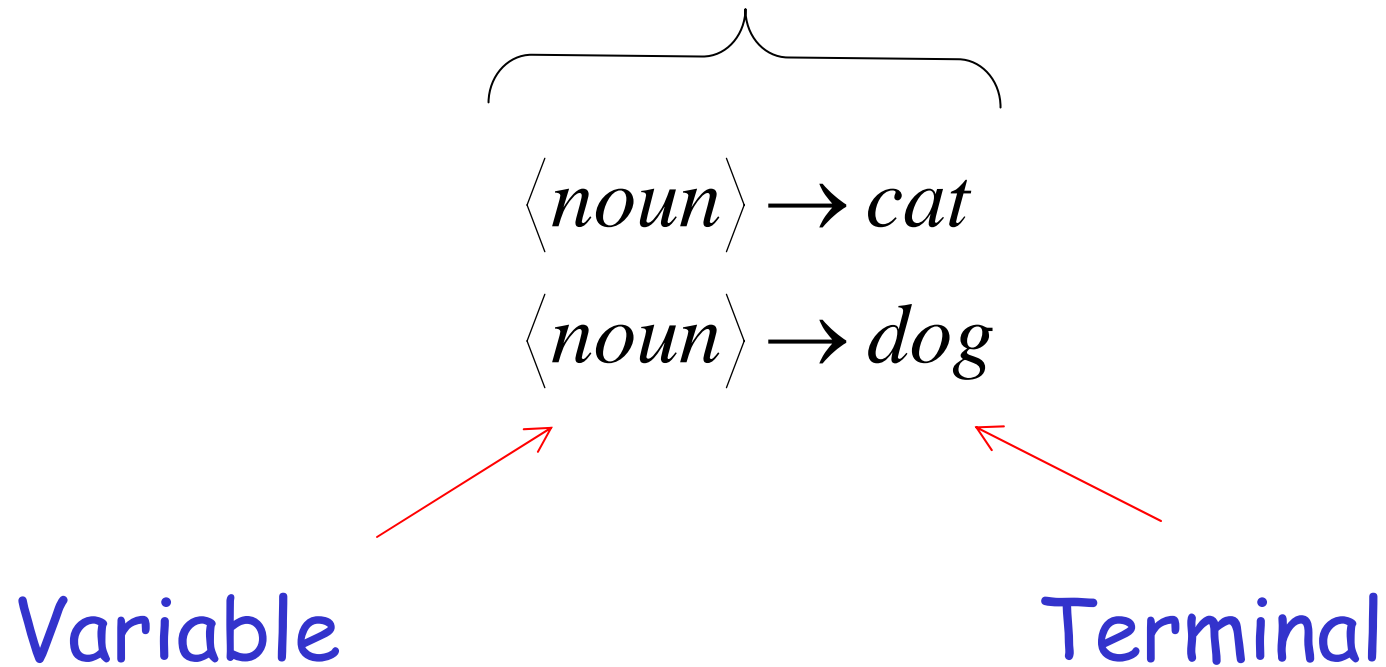 ⟨noun⟩ → cat
⟨noun⟩ → dog
Variable Terminal